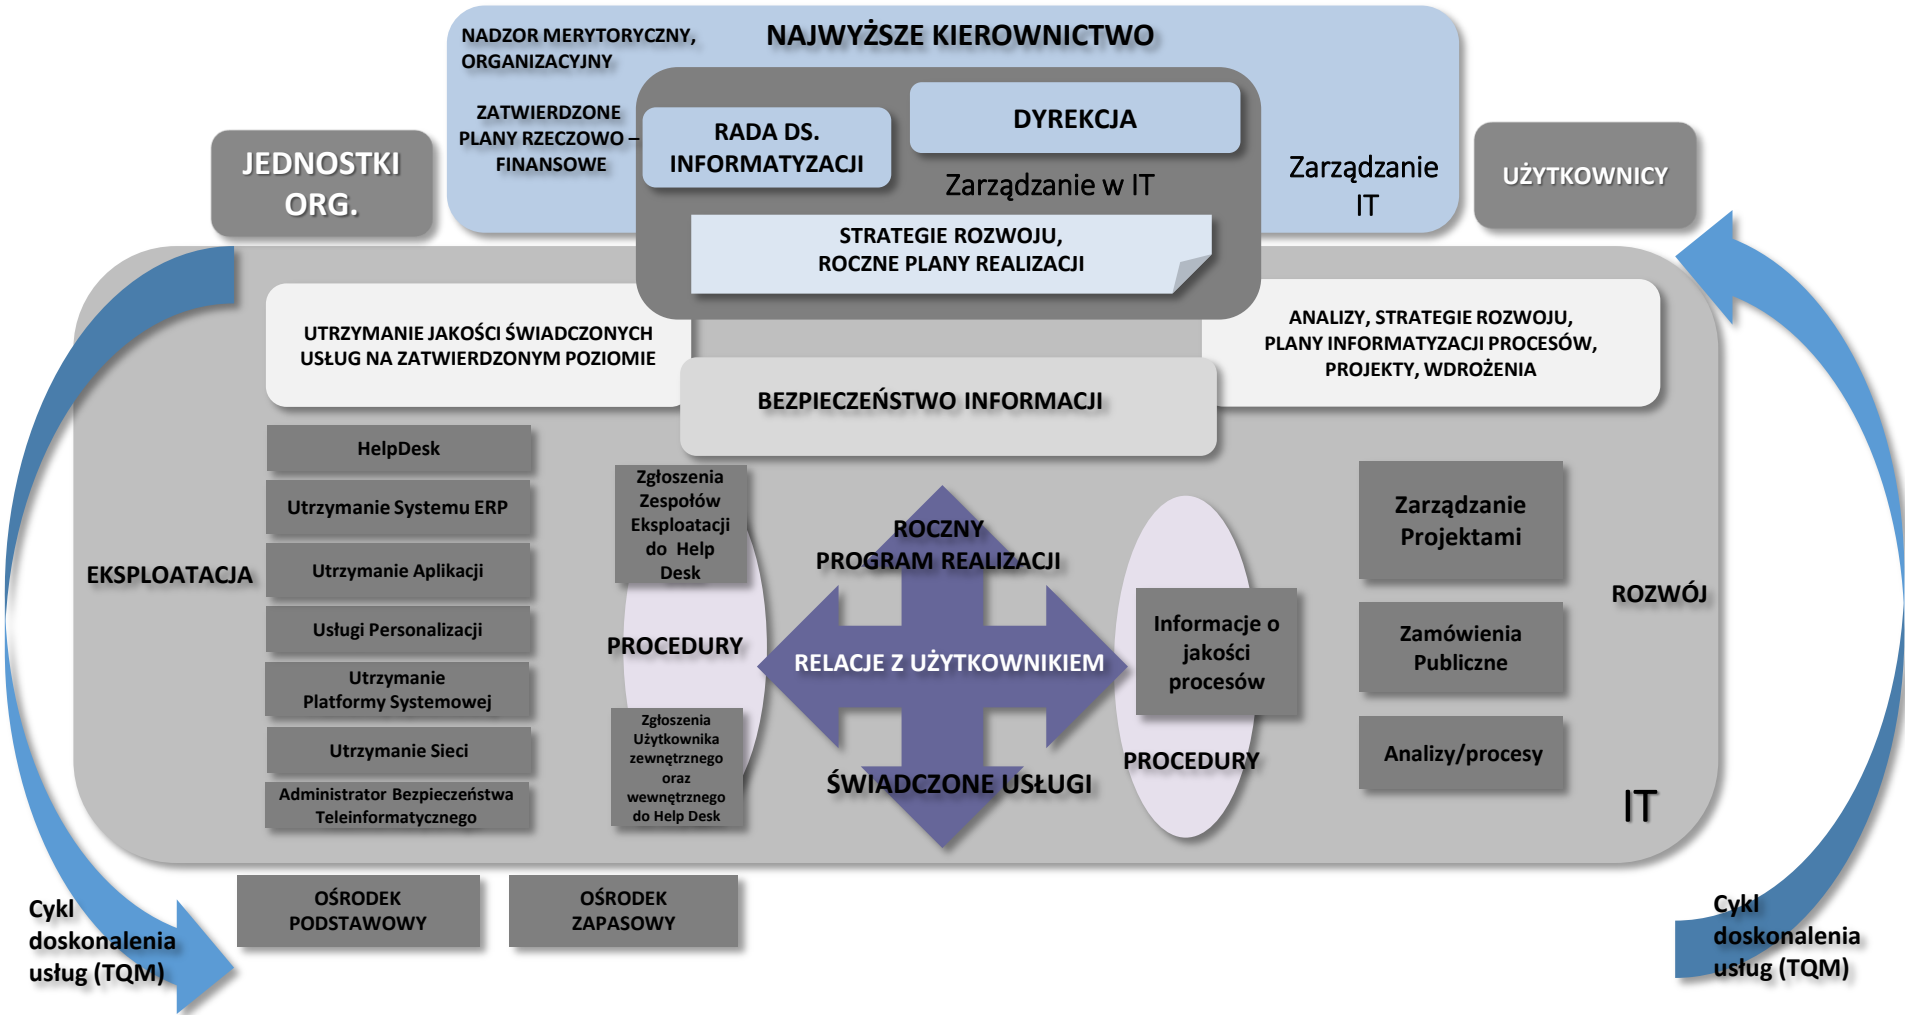 NAJWYŻSZE KIEROWNICTWO
NADZOR MERYTORYCZNY,
ORGANIZACYJNY
ZATWIERDZONE
PLANY RZECZOWO –
FINANSOWE
RADA DS.
INFORMATYZACJI
DYREKCJA
Zarządzanie w IT
Zarządzanie
IT
JEDNOSTKI
ORG.
UŻYTKOWNICY
STRATEGIE ROZWOJU,
ROCZNE PLANY REALIZACJI
UTRZYMANIE JAKOŚCI ŚWIADCZONYCH
USŁUG NA ZATWIERDZONYM POZIOMIE
ANALIZY, STRATEGIE ROZWOJU,
PLANY INFORMATYZACJI PROCESÓW,
PROJEKTY, WDROŻENIA
BEZPIECZEŃSTWO INFORMACJI
EKSPLOATACJA
HelpDesk
Utrzymanie Systemu ERP
Utrzymanie Aplikacji
Usługi Personalizacji
Utrzymanie
Platformy Systemowej
Utrzymanie Sieci
Administrator Bezpieczeństwa
Teleinformatycznego
Zgłoszenia
Zespołów
Eksploatacji
do Help
Desk
PROCEDURY
Zgłoszenia
Użytkownika
zewnętrznego
oraz
wewnętrznego
do Help Desk
ROCZNY
PROGRAM REALIZACJI
RELACJE Z UŻYTKOWNIKIEM
ŚWIADCZONE USŁUGI
Informacje o
jakości
procesów
PROCEDURY
Zarządzanie
Projektami
Zamówienia
Publiczne
Analizy/procesy
ROZWÓJ
IT
OŚRODEK
PODSTAWOWY
OŚRODEK
ZAPASOWY
Cykl
doskonalenia
usług (TQM)
Cykl
doskonalenia
usług (TQM)